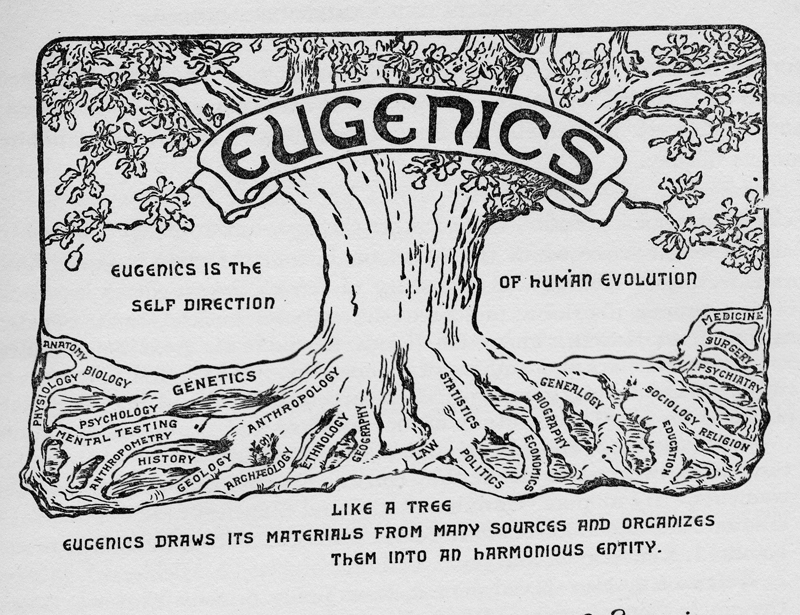 EUGENICS
EUGENICS IS THE
SELF DIRECTION
OF HUMAN EVOLUTION
ANATOMY
PHYSIOLOGY
BIOLOGY
GENETICS
PSYCHOLOGY
MENTAL TESTING
ANTHROPOMETRY
HISTORY
GEOLOGY
ANTHROPOLOGY
ARCHÆOLOGY
ETHNOLOGY
GEOGRAPHY
LAW
STATISTICS
POLITICS
ECONOMICS
GENEALOGY
BIOGRAPHY
SOCIOLOGY
EDUCATION
RELIGION
PSYCHIATRY
SURGERY
MEDICINE
LIKE A TREE
EUGENICS DRAWS ITS MATERIALS FROM MANY SOURCES AND ORGANIZES
THEM INTO AN HARMONIOUS ENTITY.